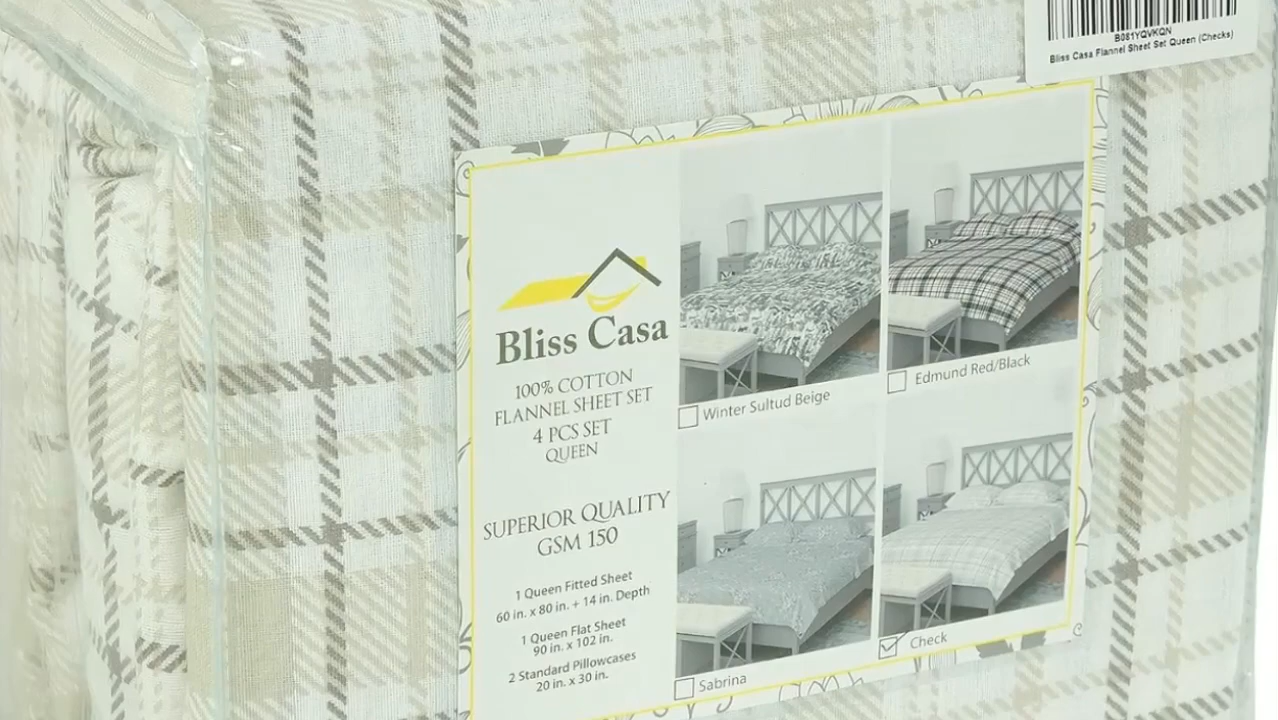 B081YQVKQN
Bliss Casa Flannel Sheet Set Queen (Checks)
Bliss Casa
100% COTTON
FLANNEL SHEET SET
4 PCS SET
QUEEN
SUPERIOR QUALITY
GSM 150
1 Queen Fitted Sheet
60 in. x 80 in. + 14 in. Depth
1 Queen Flat Sheet
90 in. x 102 in.
2 Standard Pillowcases
20 in. x 30 in.
Winter Sultud Beige
Edmund Red/Black
Sabrina
Check